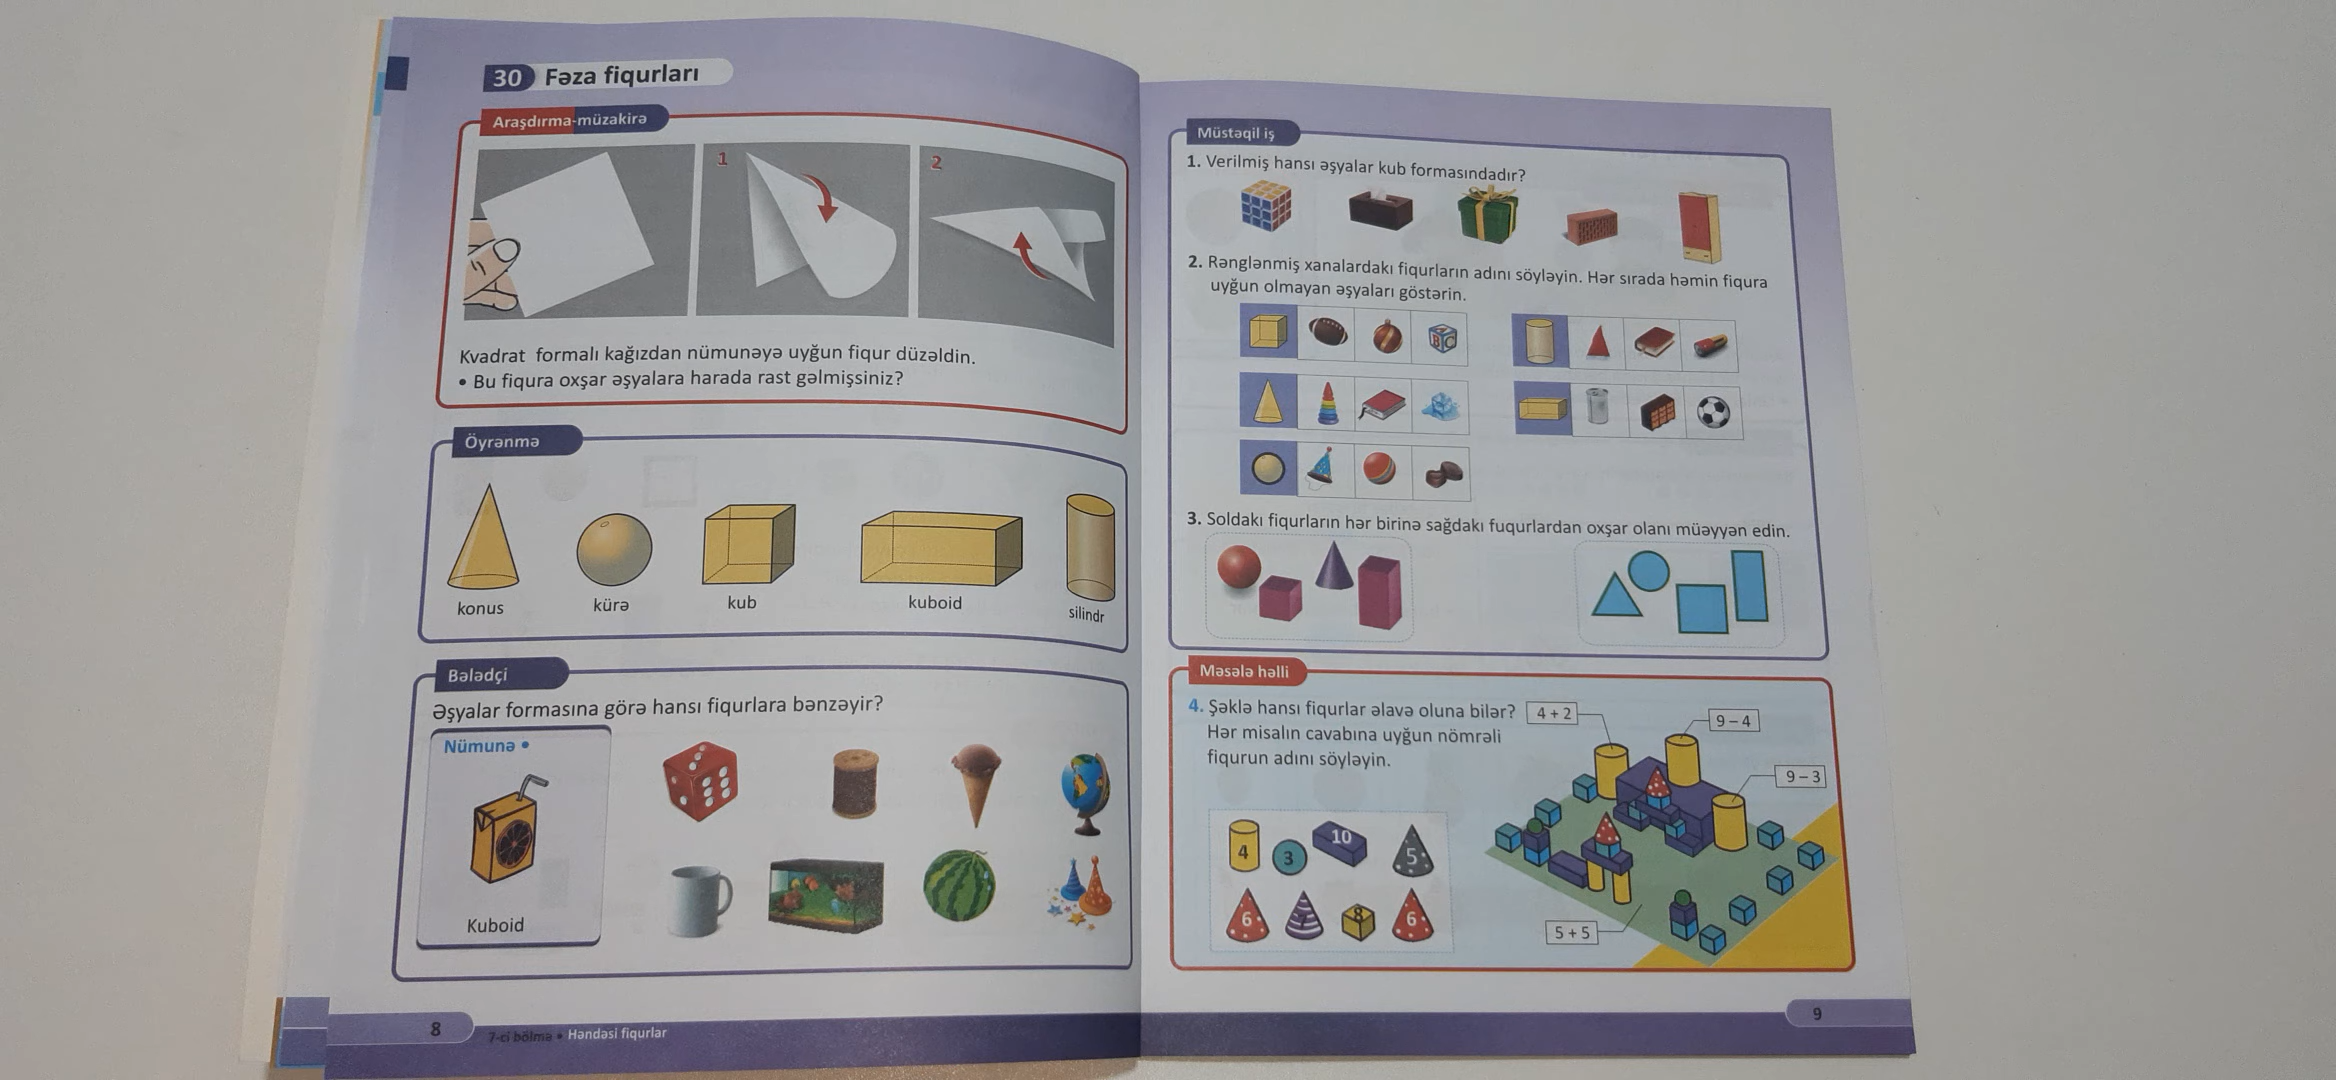 30 Fəza fiqurları
Araşdırma-müzakirə
1
2
Kvadrat formalı kağızdan nümunəyə uyğun fiqur düzəldin.
• Bu fiqura oxşar əşyalara harada rast gəlmişsiniz?
Öyrənmə
konus
kürə
kub
kuboid
silindr
Bələdçi
Əşyalar formasına görə hansı fiqurlara bənzəyir?
Nümunə •
Kuboid
8
7-ci bölmə • Həndəsi fiqurlar
Müstəqil iş
1. Verilmiş hansı əşyalar kub formasındadır?
2. Rənglənmiş xanalardakı fiqurların adını söyləyin. Hər sırada həmin fiqura
uyğun olmayan əşyaları göstərin.
3. Soldakı fiqurların hər birinə sağdakı fuqurlardan oxşar olanı müəyyən edin.
Məsələ həlli
4. Şəklə hansı fiqurlar əlavə oluna bilər?
Hər misalın cavabına uyğun nömrəli
fiqurun adını söyləyin.
4 + 2
9 – 4
9 – 3
5 + 5
4
3
10
5
6
7
8
6
9